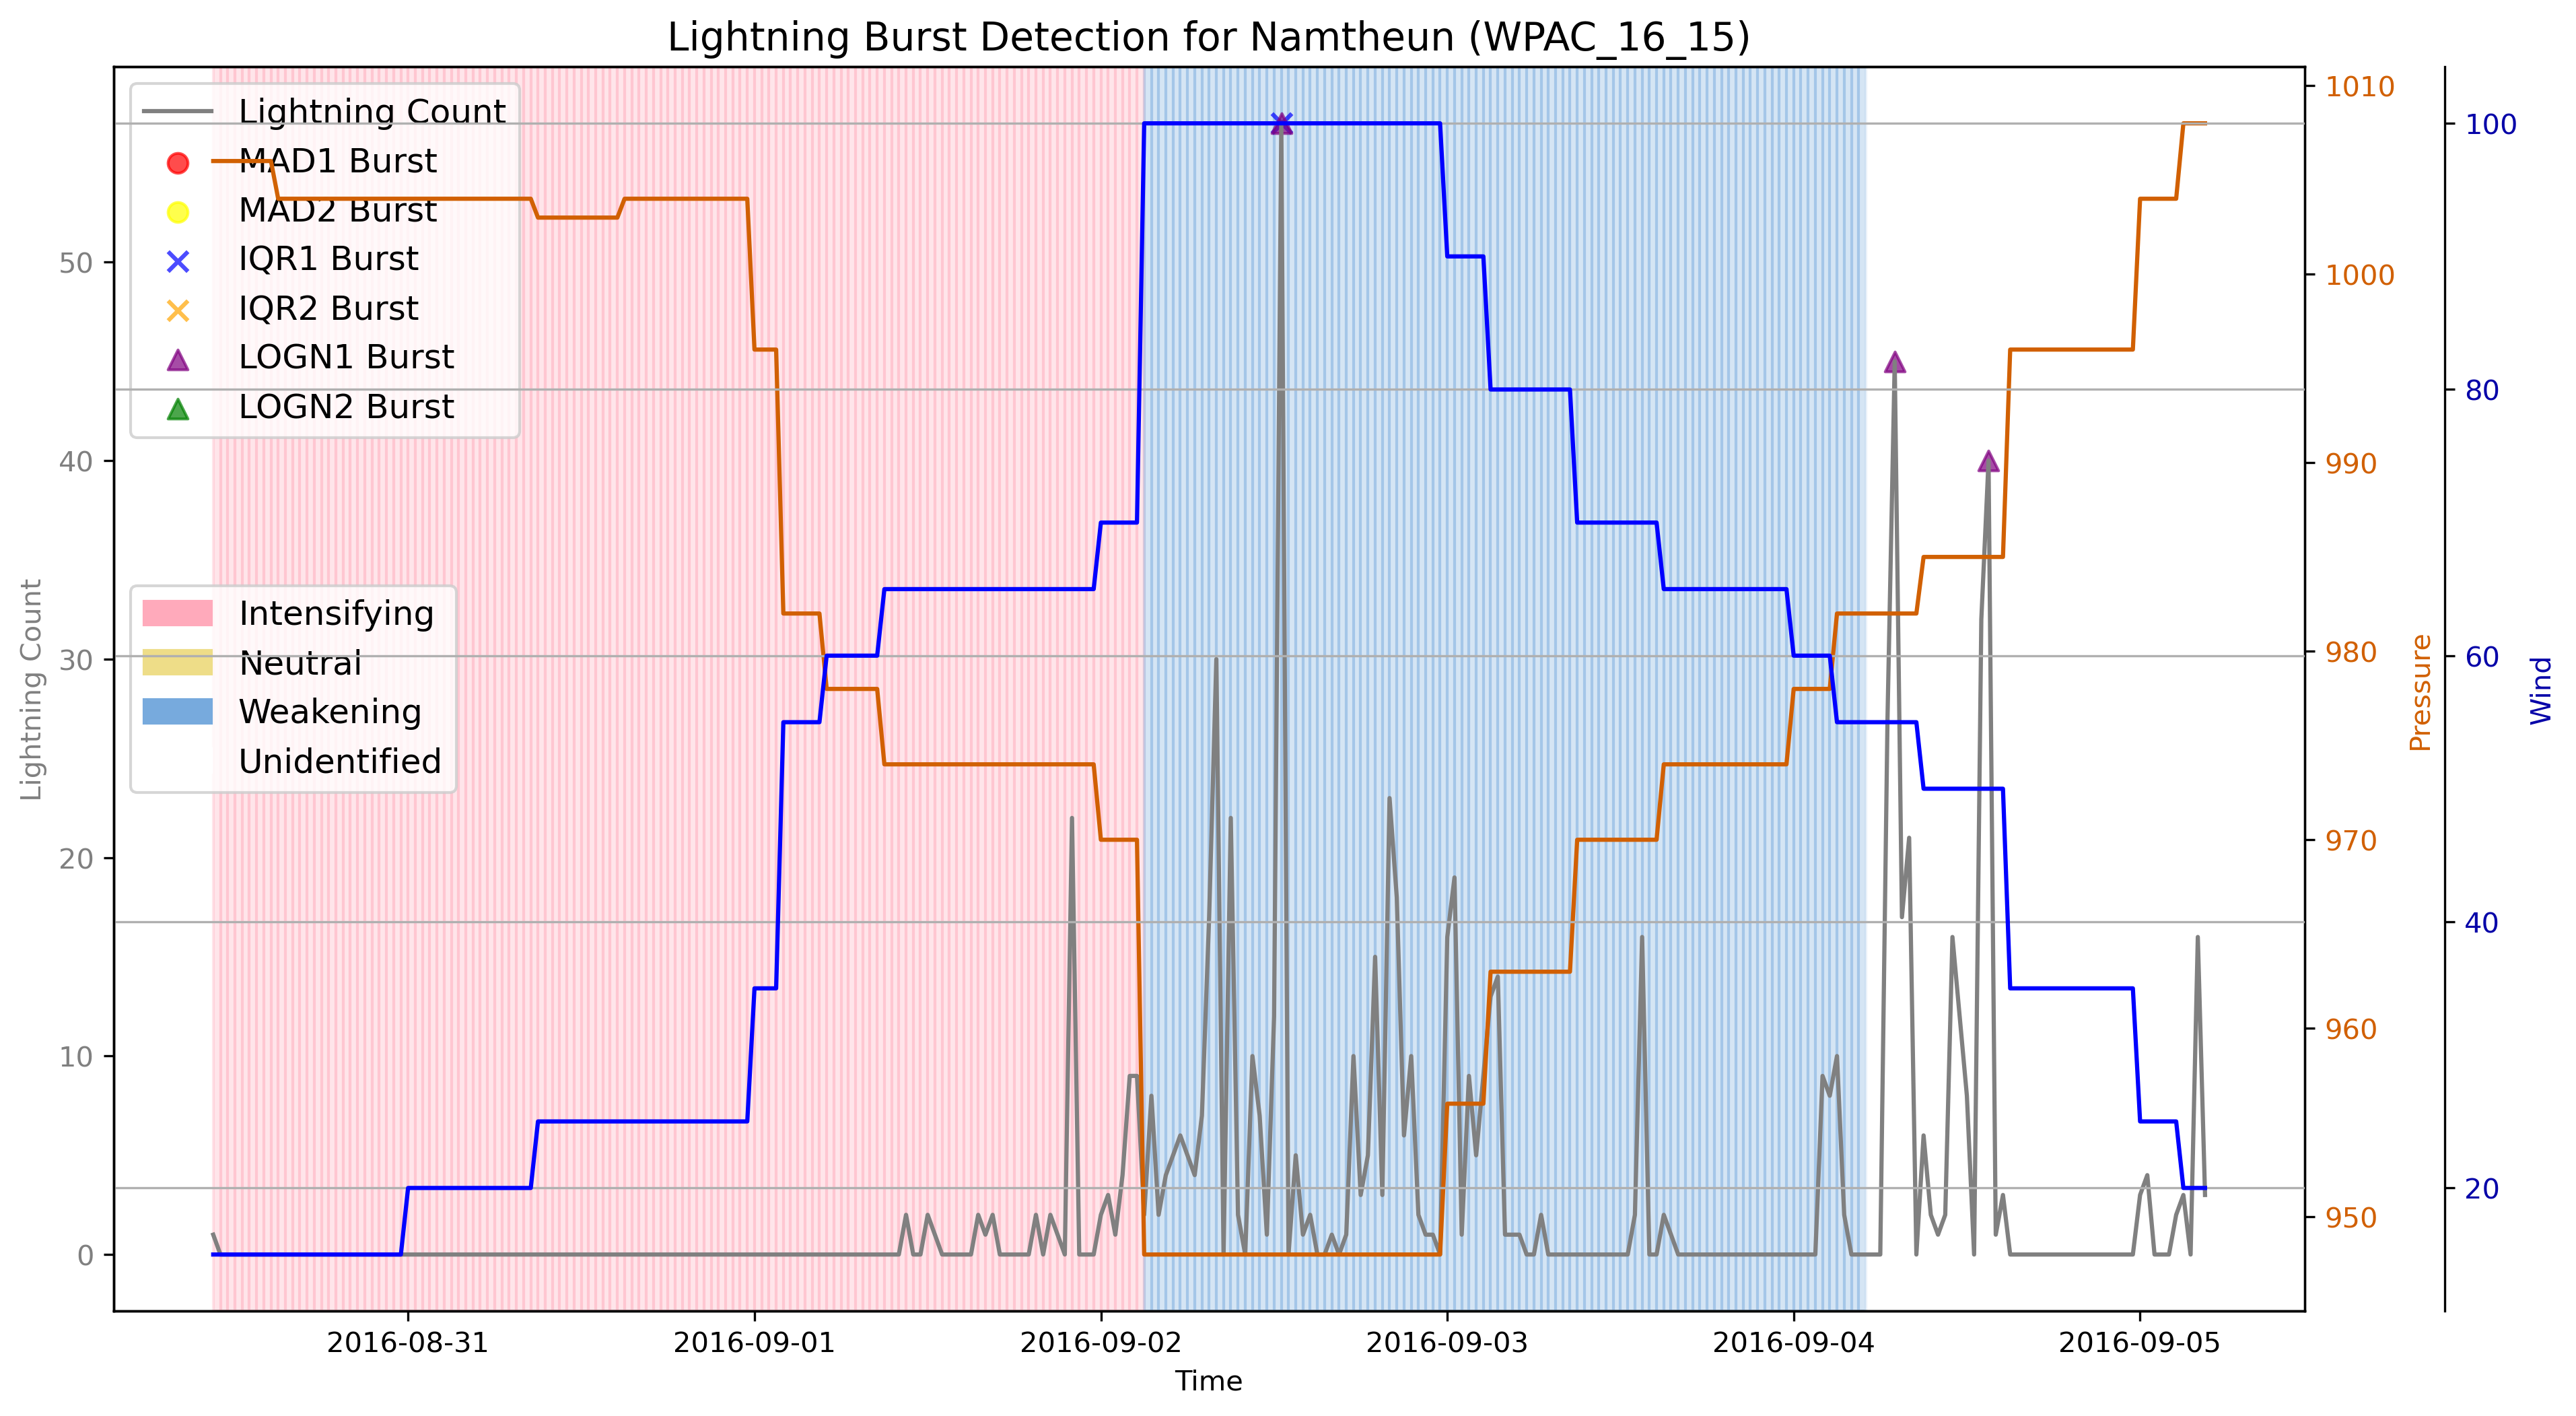 Lightning Burst Detection for Namtheun (WPAC_16_15)
Lightning Count
MAD1 Burst
MAD2 Burst
IQR1 Burst
IQR2 Burst
LOGN1 Burst
LOGN2 Burst
Intensifying
Neutral
Weakening
Unidentified
Lightning Count
50
40
30
20
10
0
2016-08-31
2016-09-01
2016-09-02
2016-09-03
2016-09-04
2016-09-05
Time
1010
1000
990
980
970
960
950
Pressure
100
80
60
40
20
Wind